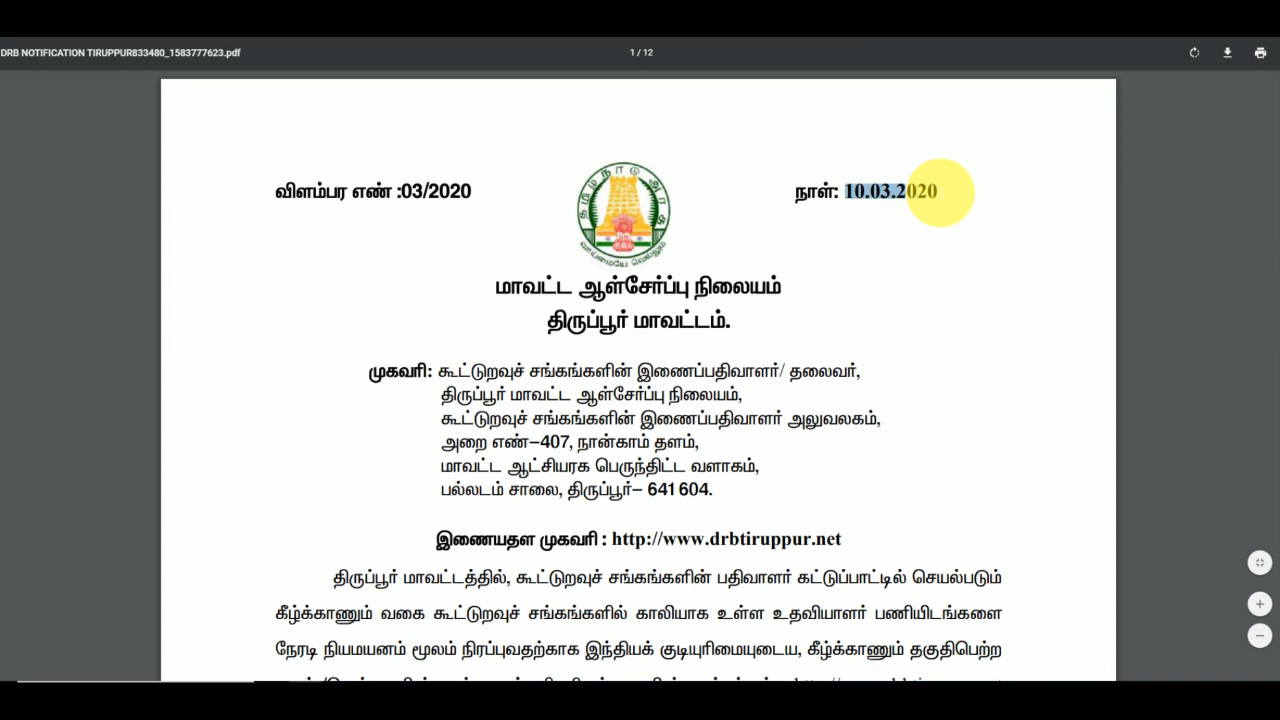 DRB NOTIFICATION TIRUPPUR833480_1583777623.pdf
1 / 12
விளம்பர எண் :03/2020
நாள்: 10.03.2020
தமிழ்நாடு அரசு
வாய்மையே வெல்லும்
மாவட்ட ஆள்சேர்ப்பு நிலையம்
திருப்பூர் மாவட்டம்.
முகவரி: கூட்டுறவுச் சங்கங்களின் இணைப்பதிவாளர்/ தலைவர்,
திருப்பூர் மாவட்ட ஆள்சேர்ப்பு நிலையம்,
கூட்டுறவுச் சங்கங்களின் இணைப்பதிவாளர் அலுவலகம்,
அறை எண்–407, நான்காம் தளம்,
மாவட்ட ஆட்சியரக பெருந்திட்ட வளாகம்,
பல்லடம் சாலை, திருப்பூர்– 641 604.
இணையதள முகவரி : http://www.drbtiruppur.net
திருப்பூர் மாவட்டத்தில், கூட்டுறவுச் சங்கங்களின் பதிவாளர் கட்டுப்பாட்டில் செயல்படும்
கீழ்க்காணும் வகை கூட்டுறவுச் சங்கங்களில் காலியாக உள்ள உதவியாளர் பணியிடங்களை
நேரடி நியமயனம் மூலம் நிரப்புவதற்காக இந்தியக் குடியுரிமையுடைய, கீழ்க்காணும் தகுதிபெற்ற